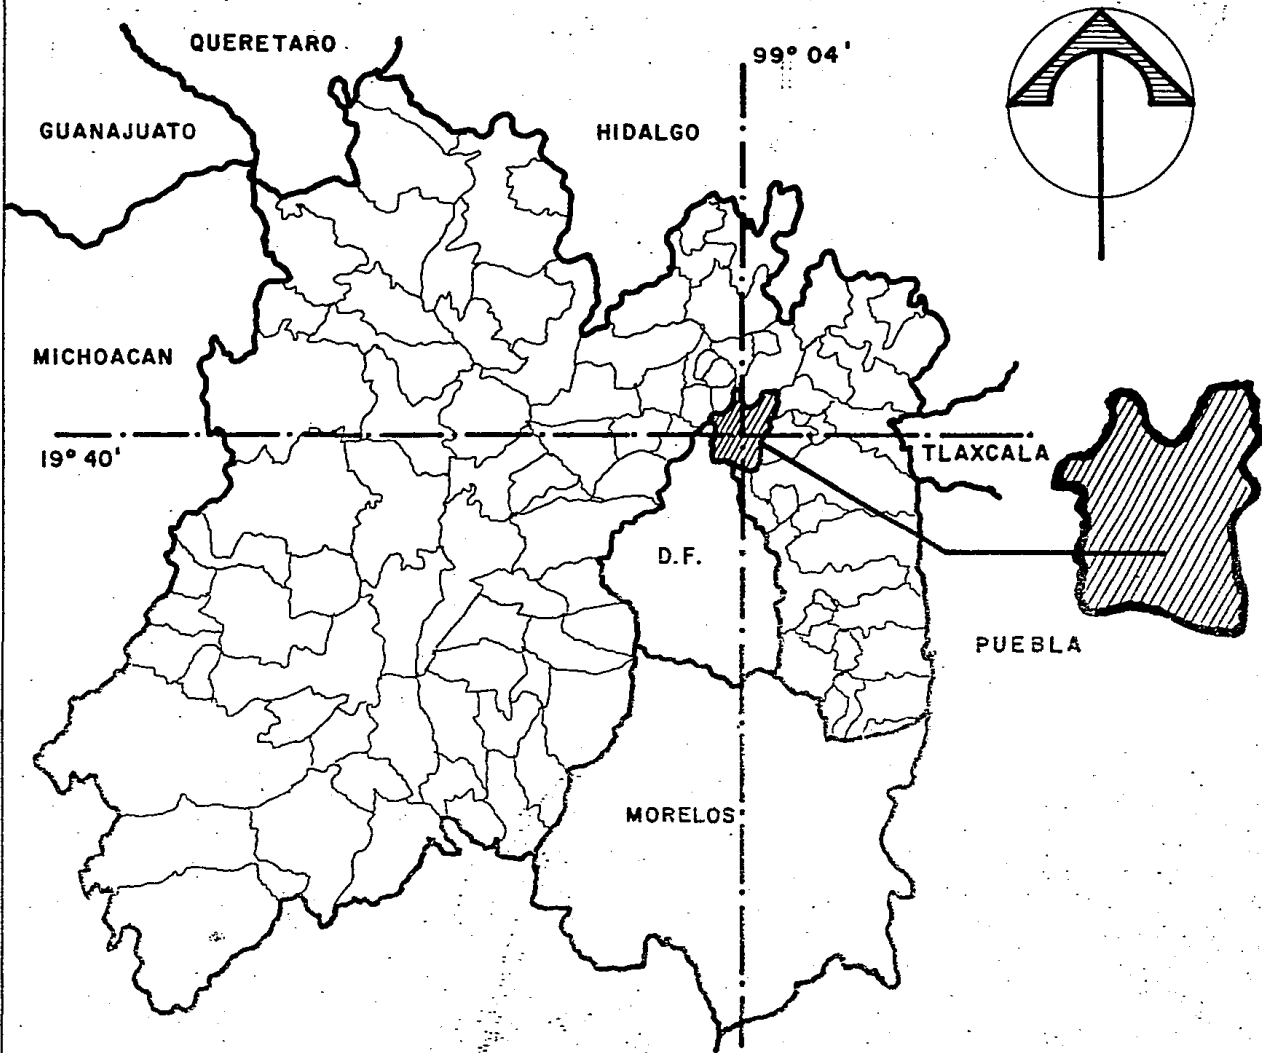 QUERETARO
99° 04'
GUANAJUATO
HIDALGO
MICHOACAN
19° 40'
TLAXCALA
D.F.
PUEBLA
MORELOS